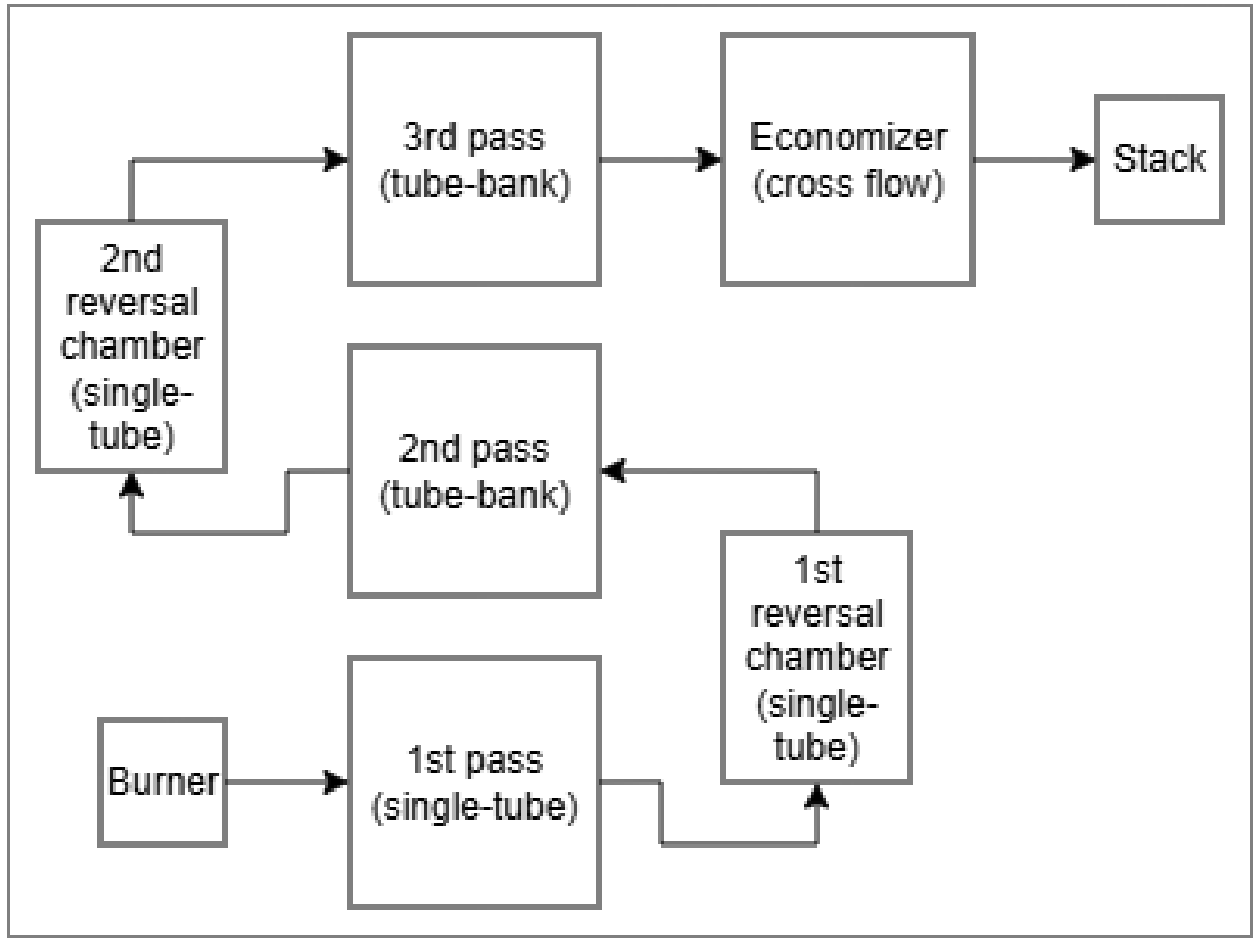 3rd pass
(tube-bank)
Economizer
(cross flow)
Stack
2nd
reversal
chamber
(single-
tube)
2nd pass
(tube-bank)
1st
reversal
chamber
(single-
tube)
Burner
1st pass
(single-tube)